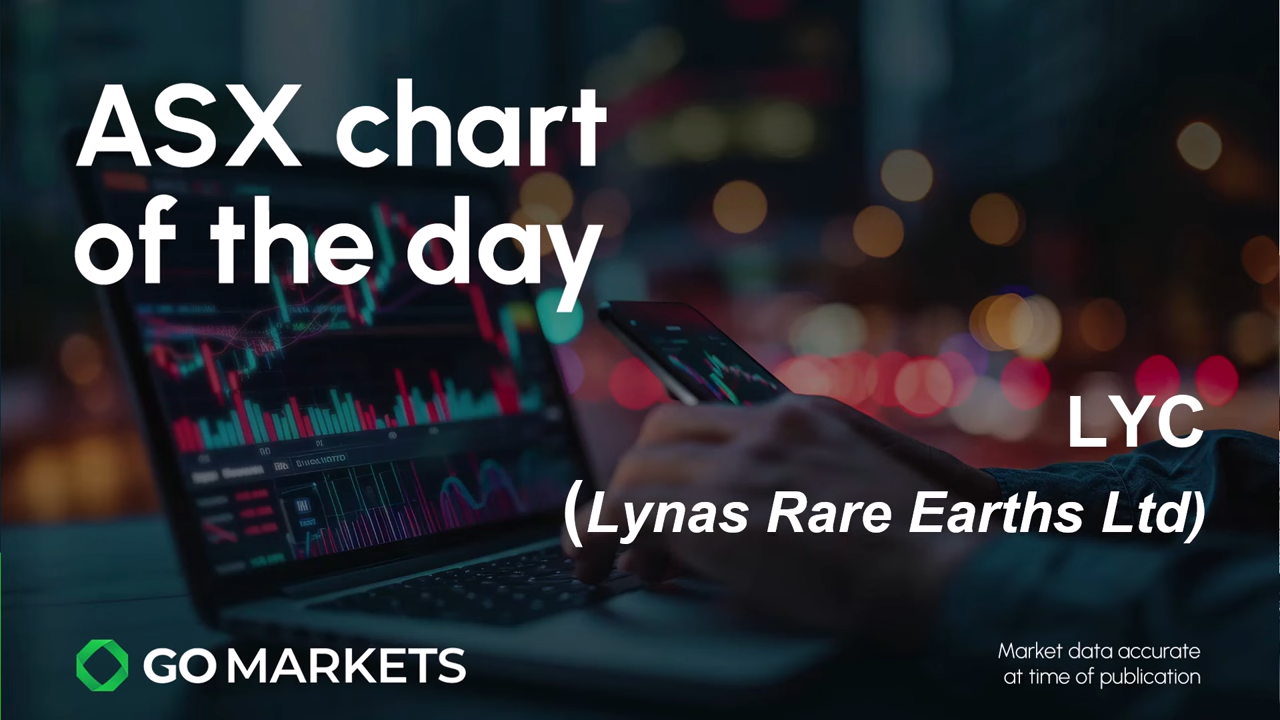 ASX chart
of the day
LYC
(Lynas Rare Earths Ltd)
GO MARKETS
Market data accurate
at time of publication